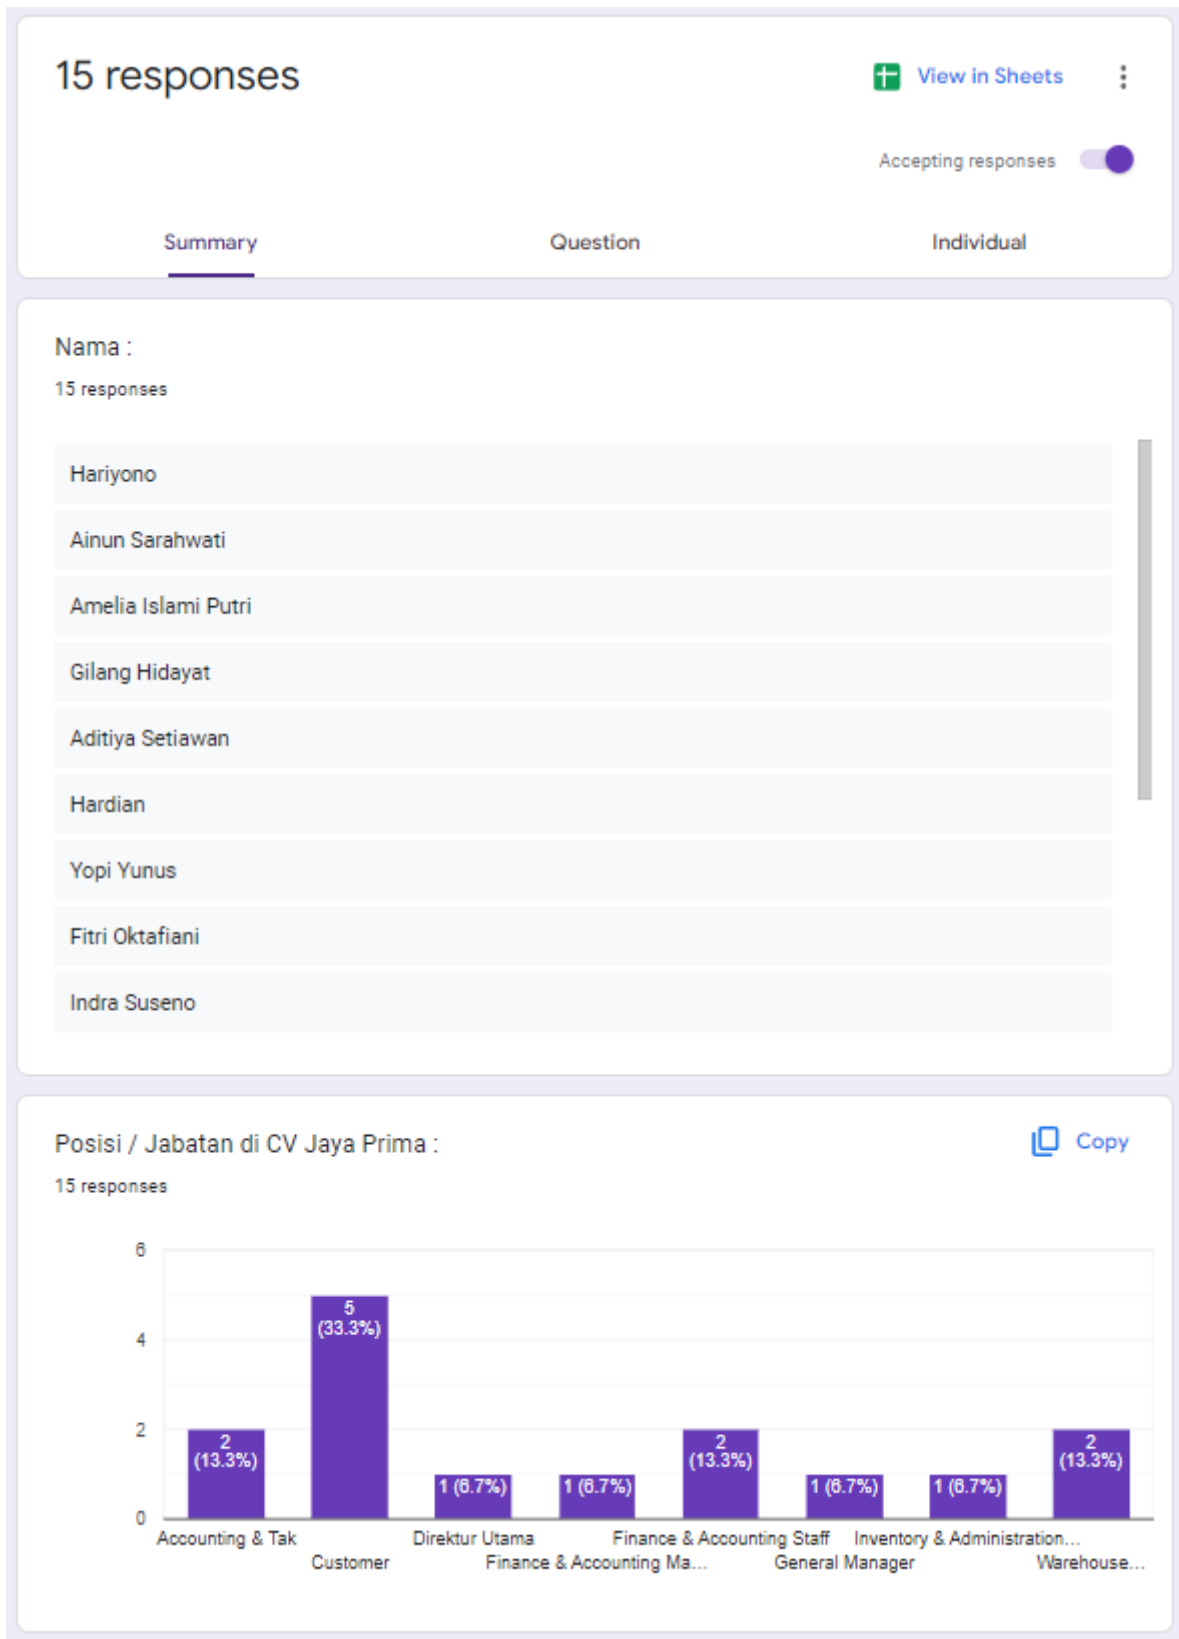 15 responses
View in Sheets
Accepting responses
Summary Question Individual
Nama :
15 responses
Hariyono
Ainun Sarahwati
Amelia Islami Putri
Gilang Hidayat
Aditiya Setiawan
Hardian
Yopi Yunus
Fitri Oktafiani
Indra Suseno
Posisi / Jabatan di CV Jaya Prima :
Copy
15 responses
6
4
2
0
2
(13.3%)
5
(33.3%)
1 (6.7%)
1 (6.7%)
2
(13.3%)
1 (6.7%)
1 (6.7%)
2
(13.3%)
Accounting & Tak
Customer
Direktur Utama
Finance & Accounting Ma...
Finance & Accounting Staff
General Manager
Inventory & Administration...
Warehouse...